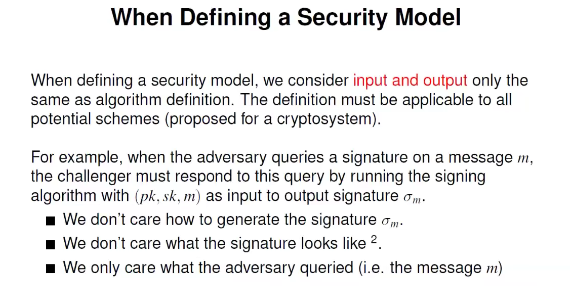 When Defining a Security Model
When defining a security model, we consider input and output only the
same as algorithm definition. The definition must be applicable to all
potential schemes (proposed for a cryptosystem).
For example, when the adversary queries a signature on a message m,
the challenger must respond to this query by running the signing
algorithm with (pk, sk, m) as input to output signature σₘ.
■ We don't care how to generate the signature σₘ.
■ We don't care what the signature looks like ².
■ We only care what the adversary queried (i.e. the message m)